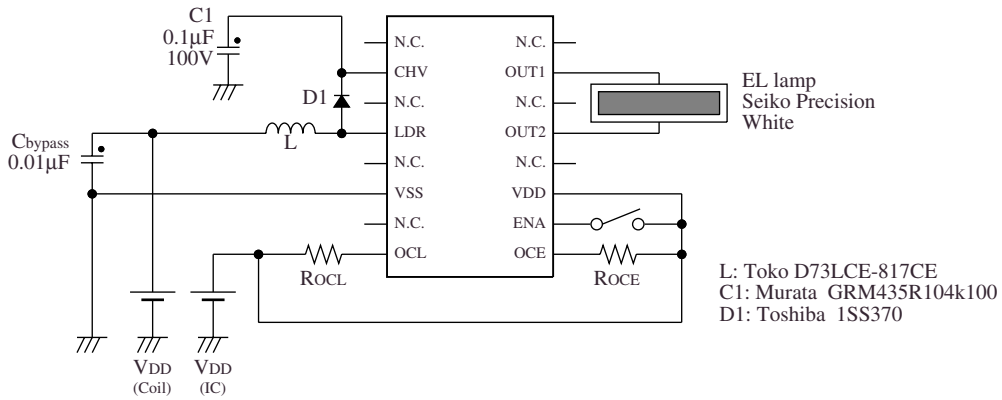 C1
0.1µF
100V
D1
L
Cbypass
0.01µF
N.C.
CHV
N.C.
LDR
N.C.
VSS
N.C.
OCL
N.C.
OUT1
N.C.
OUT2
N.C.
VDD
ENA
OCE
EL lamp
Seiko Precision
White
ROCL
ROCE
VDD
(Coil)
VDD
(IC)
L: Toko D73LCE-817CE
C1: Murata GRM435R104k100
D1: Toshiba 1SS370